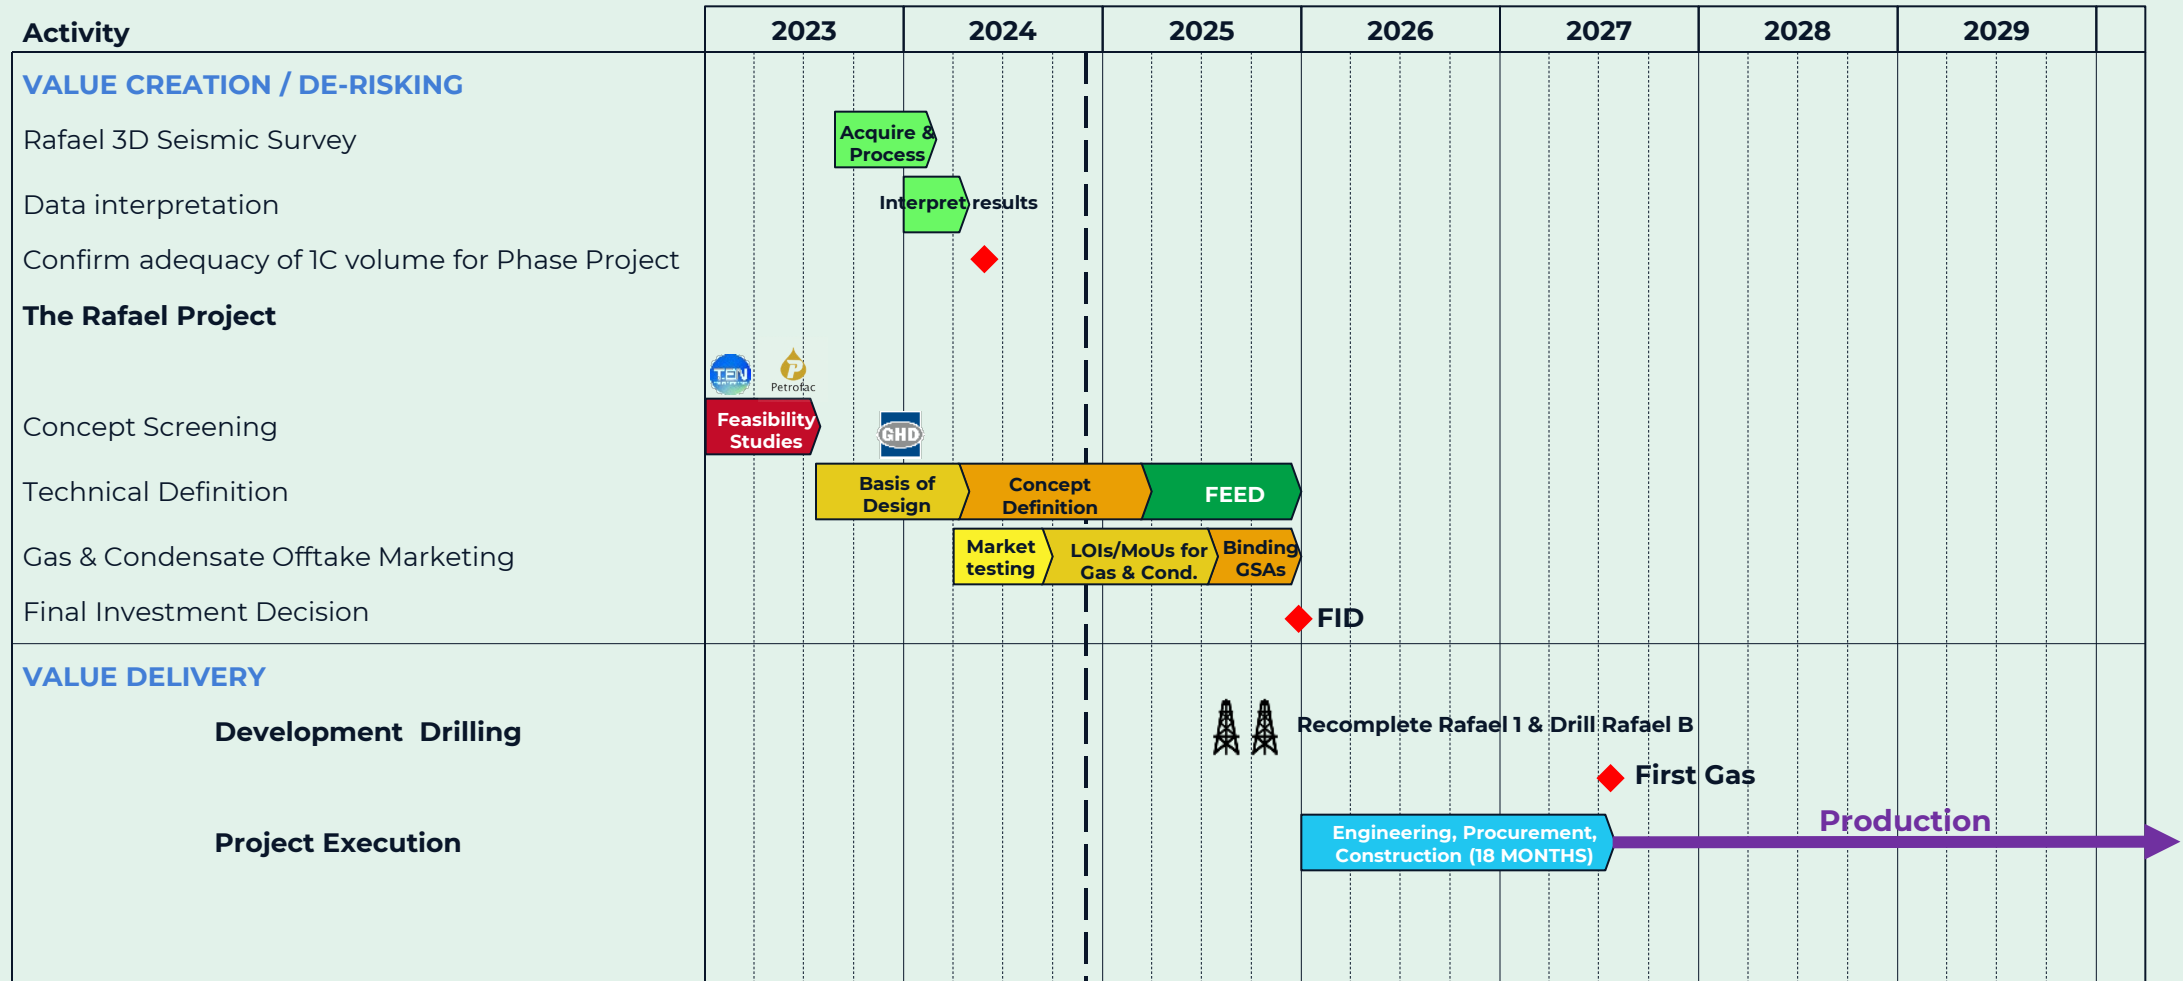 Activity
2023
2024
2025
2026
2027
2028
2029
VALUE CREATION / DE-RISKING
Rafael 3D Seismic Survey
Acquire &
Process
Data interpretation
Interpret results
Confirm adequacy of 1C volume for Phase Project
The Rafael Project
TEN
Petrofac
Concept Screening
Feasibility
Studies
GHD
Technical Definition
Basis of
Design
Concept
Definition
FEED
Gas & Condensate Offtake Marketing
Market
testing
LOIs/MoUs for
Gas & Cond.
Binding
GSAs
Final Investment Decision
FID
VALUE DELIVERY
Development Drilling
Recomplete Rafael 1 & Drill Rafael B
First Gas
Project Execution
Engineering, Procurement,
Construction (18 MONTHS)
Production